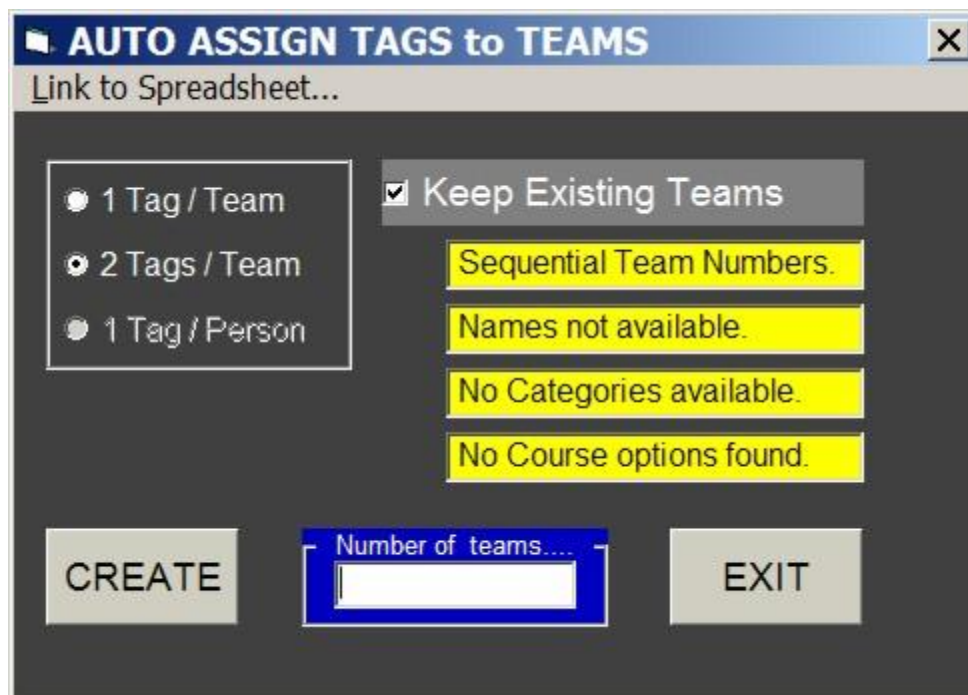 AUTO ASSIGN TAGS to TEAMS
Link to Spreadsheet...
1 Tag / Team
2 Tags / Team
1 Tag / Person
Keep Existing Teams
Sequential Team Numbers.
Names not available.
No Categories available.
No Course options found.
CREATE
Number of teams....
EXIT